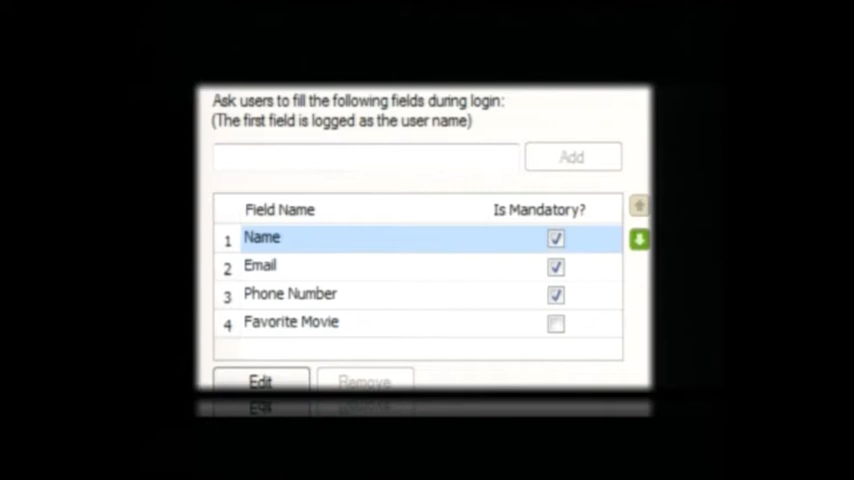 Ask users to fill the following fields during login:
(The first field is logged as the user name)
Add
Field Name Is Mandatory?
1 Name
2 Email
3 Phone Number
4 Favorite Movie
Edit Remove